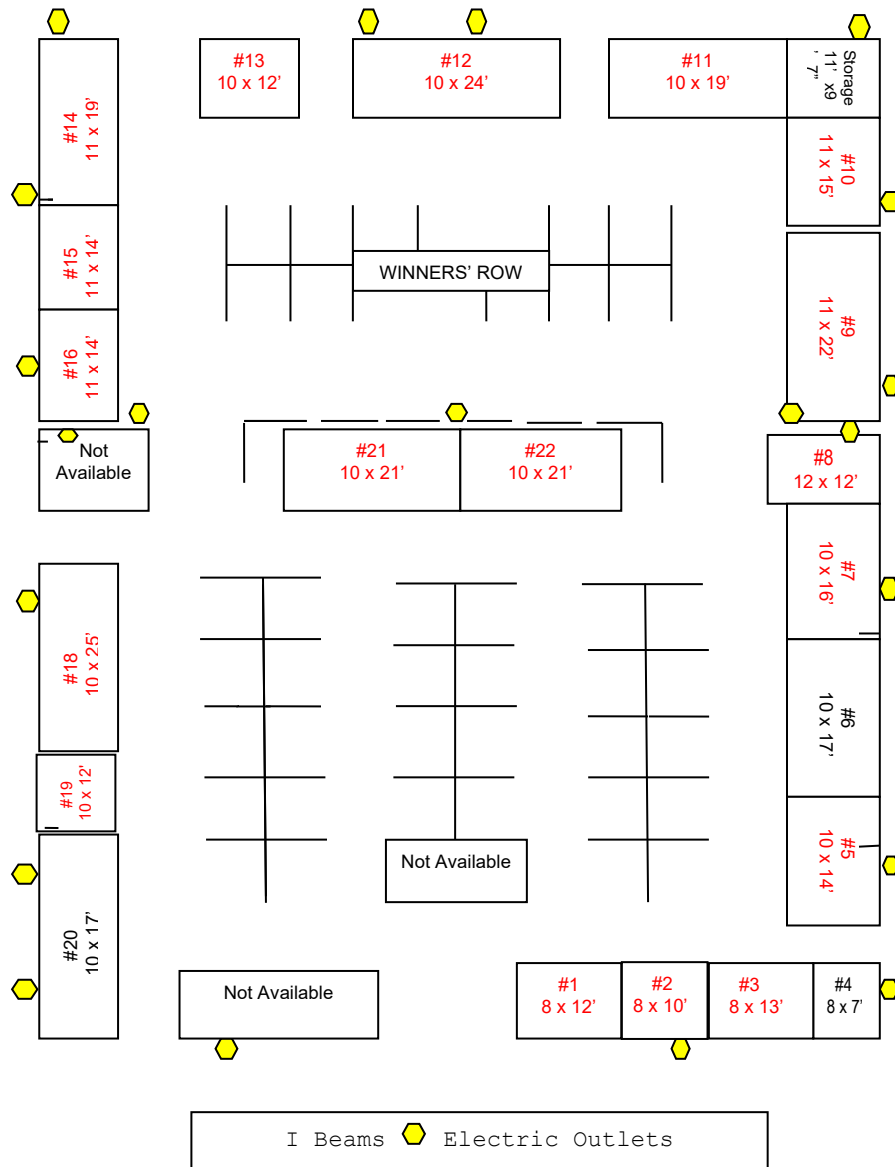 #13
10 x 12’
#12
10 x 24’
#11
10 x 19’
Storage
11’ x9
’ 7”
#14
11 x 19’
#10
11 x 15’
#15
11 x 14’
WINNERS’ ROW
#9
11 x 22’
#16
11 x 14’
Not
Available
#21
10 x 21’
#22
10 x 21’
#8
12 x 12’
#7
10 x 16’
#18
10 x 25’
#6
10 x 17’
#19
10 x 12’
#5
10 x 14’
Not Available
#20
10 x 17’
Not Available
#1
8 x 12’
#2
8 x 10’
#3
8 x 13’
#4
8 x 7’
I Beams Electric Outlets